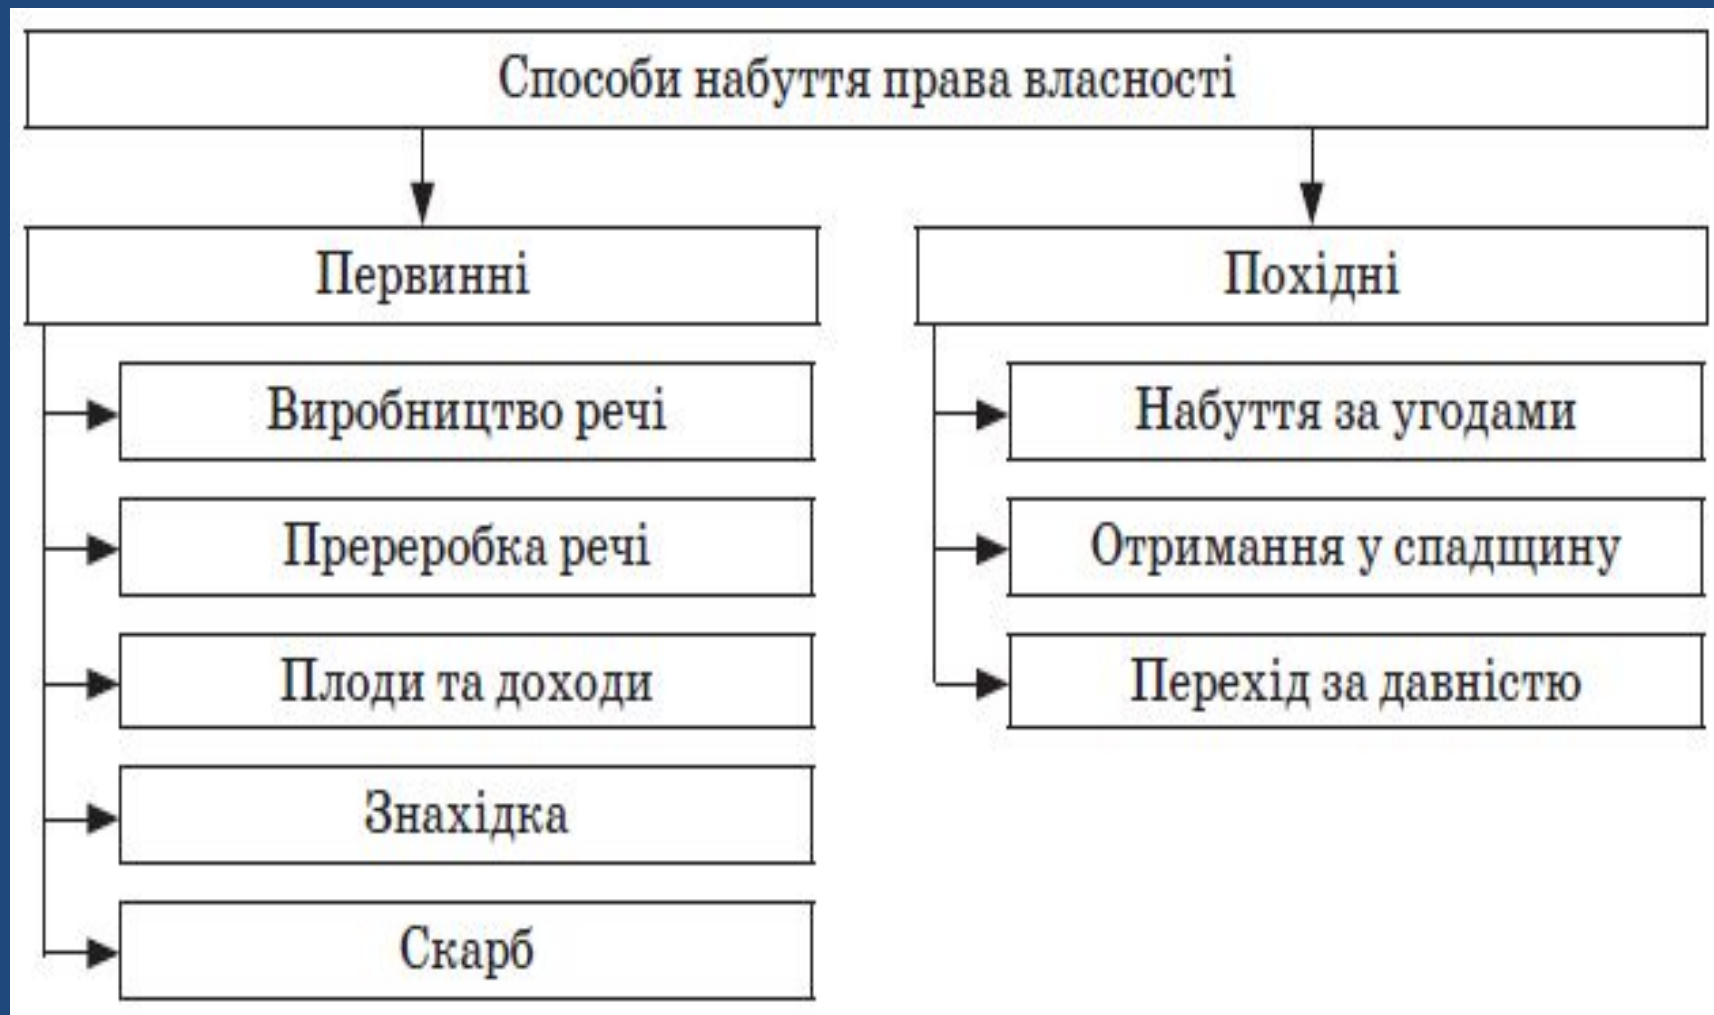 Способи набуття права власності
Первинні
Виробництво речі
Пререробка речі
Плоди та доходи
Знахідка
Скарб
Похідні
Набуття за угодами
Отримання у спадщину
Перехід за давністю